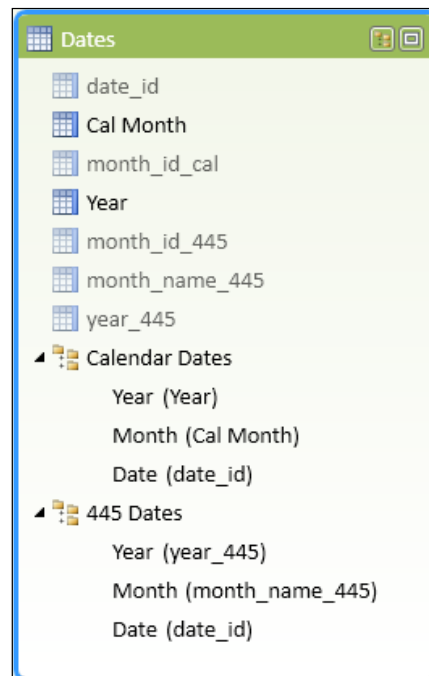 Dates
date_id
Cal Month
month_id_cal
Year
month_id_445
month_name_445
year_445
Calendar Dates
Year (Year)
Month (Cal Month)
Date (date_id)
445 Dates
Year (year_445)
Month (month_name_445)
Date (date_id)